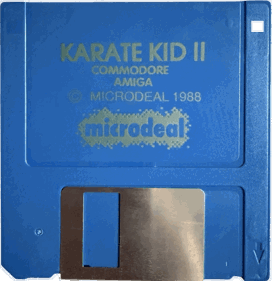 KARATE KID II
COMMODORE
AMIGA
© MICRODEAL 1988
microdeal